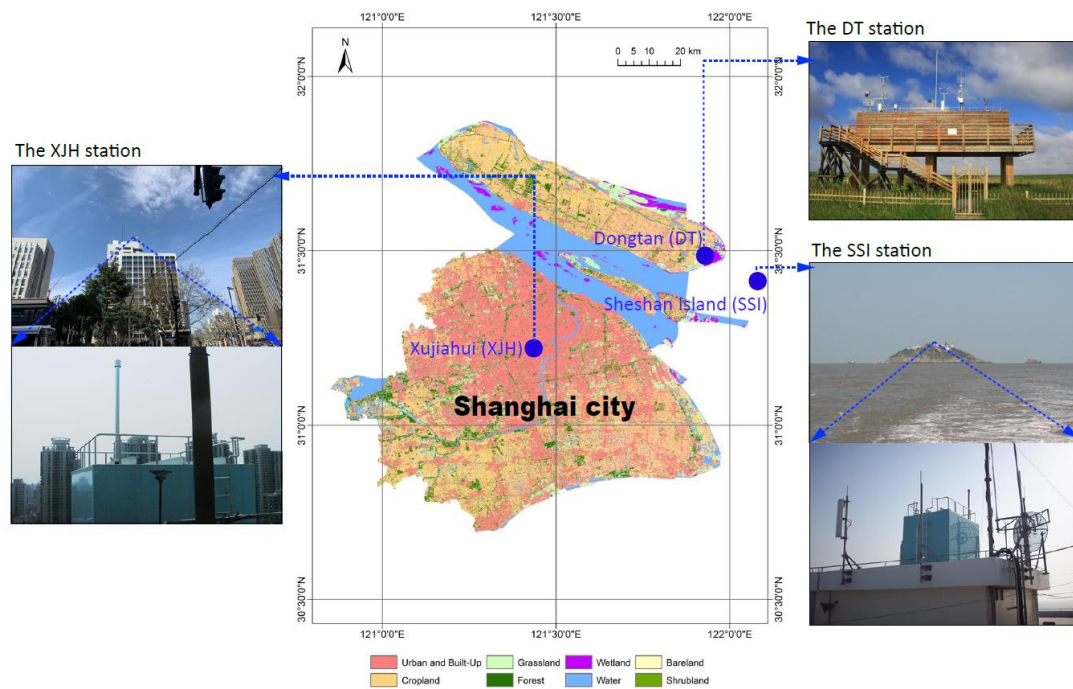 The DT station
121°0'0"E
121°30'0"E
122°0'0"E
N
0 5 10 20 km
32°0'0"N
32°0'0"N
The XJH station
Dongtan (DT)
31°30'0"N
31°30'0"N
The SSI station
Sheshan Island (SSI)
Xujiahui (XJH)
Shanghai city
31°0'0"N
31°0'0"N
30°30'0"N
30°30'0"N
121°0'0"E
121°30'0"E
122°0'0"E
Urban and Built-Up
Grassland
Wetland
Bareland
Cropland
Forest
Water
Shrubland